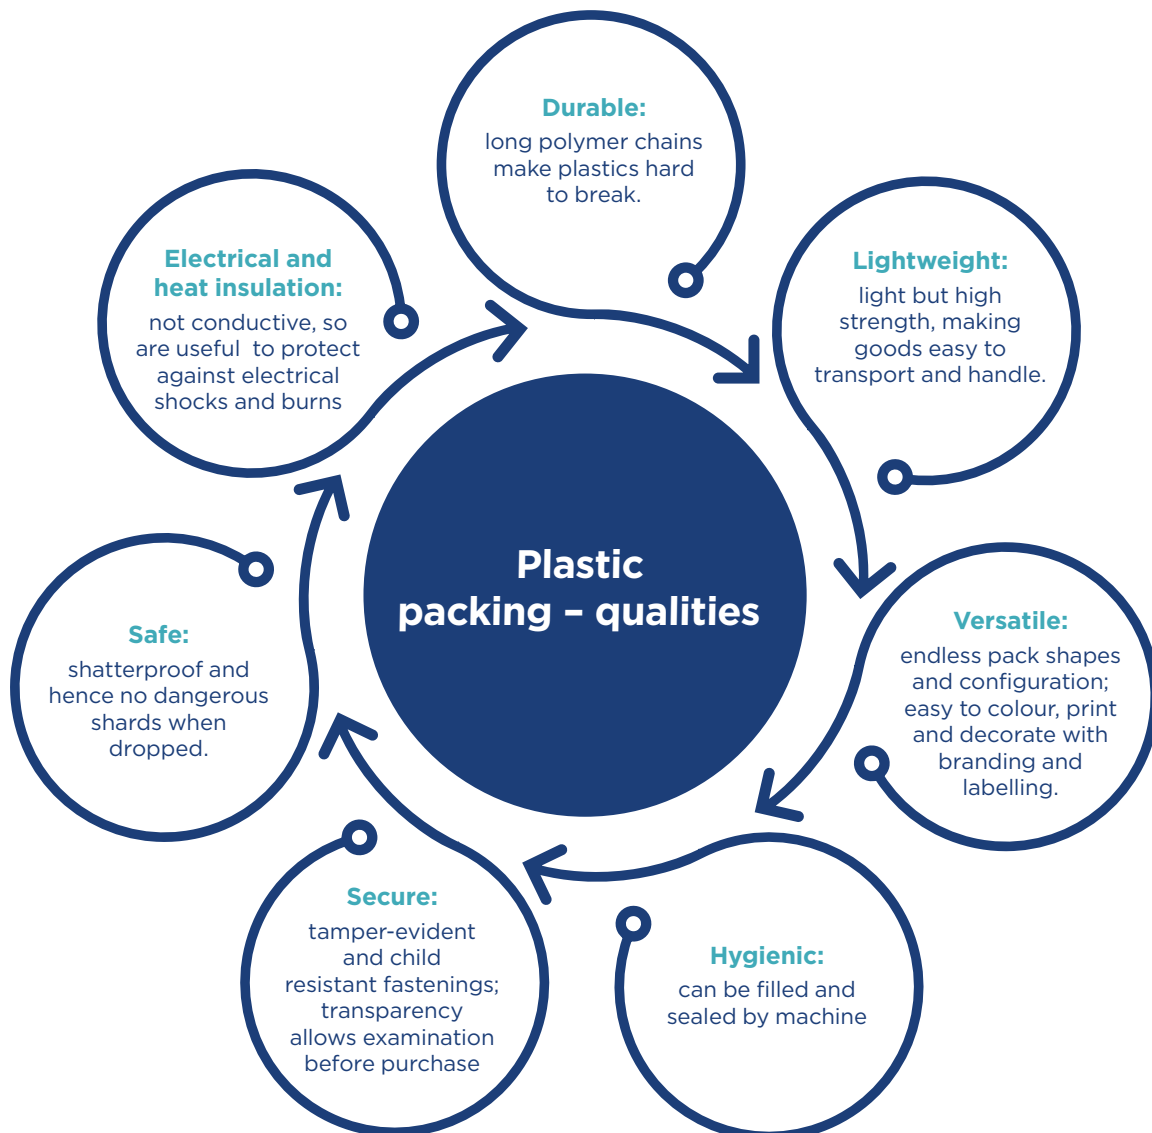 Durable:
long polymer chains
make plastics hard
to break.
Lightweight:
light but high
strength, making
goods easy to
transport and handle.
Versatile:
endless pack shapes
and configuration;
easy to colour, print
and decorate with
branding and
labelling.
Hygienic:
can be filled and
sealed by machine
Secure:
tamper-evident
and child
resistant fastenings;
transparency
allows examination
before purchase
Safe:
shatterproof and
hence no dangerous
shards when
dropped.
Electrical and
heat insulation:
not conductive, so
are useful  to protect
against electrical
shocks and burns
Plastic
packing – qualities